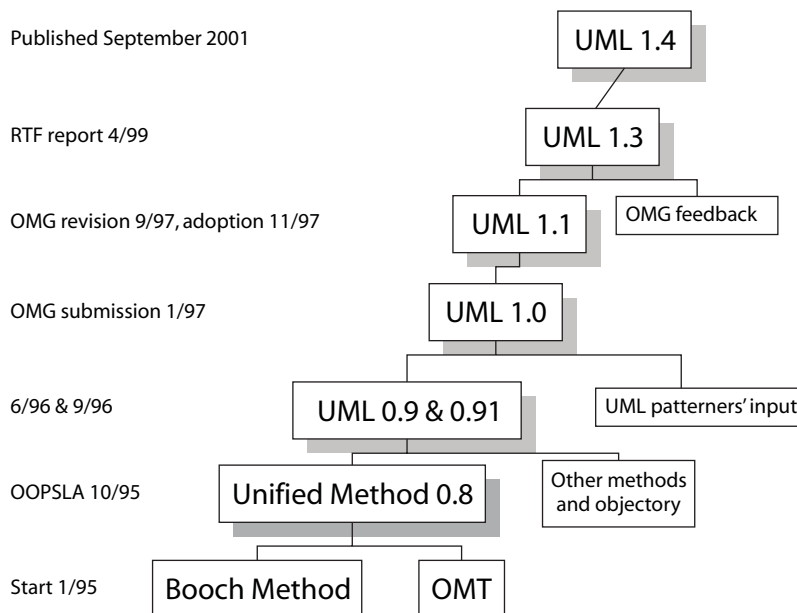 Published September 2001
UML 1.4
RTF report 4/99
UML 1.3
OMG revision 9/97, adoption 11/97
UML 1.1
OMG feedback
OMG submission 1/97
UML 1.0
6/96 & 9/96
UML 0.9 & 0.91
UML patterners' input
OOPSLA 10/95
Unified Method 0.8
Other methods
and objectory
Start 1/95
Booch Method
OMT